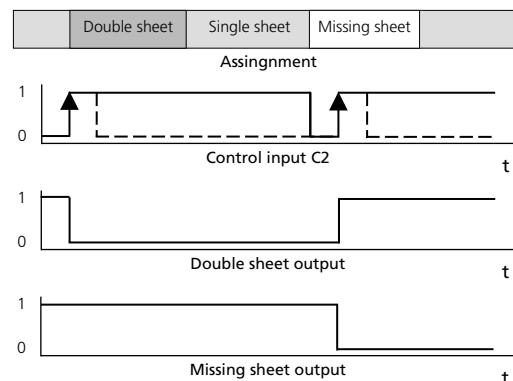 Double sheet Single sheet Missing sheet
Assingnment
1
0
Control input C2
t
1
0
Double sheet output
t
1
0
Missing sheet output
t